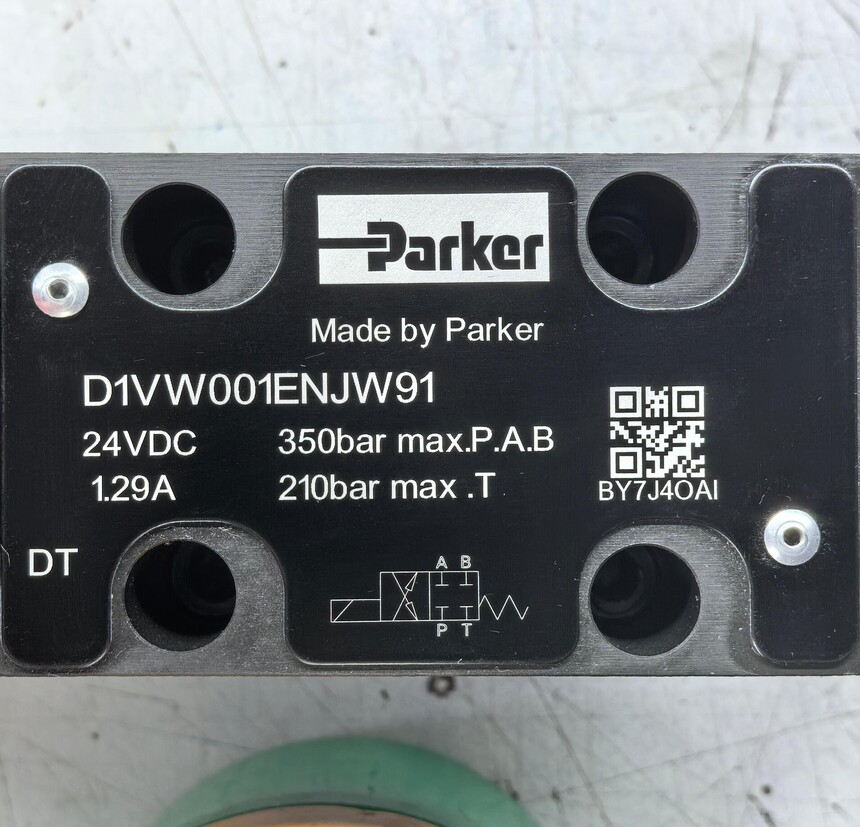 Parker
Made by Parker
D1VW001ENJW91
24VDC 350bar max.P.A.B
1.29A 210bar max .T
BY7J4OAI
DT
A B
P T